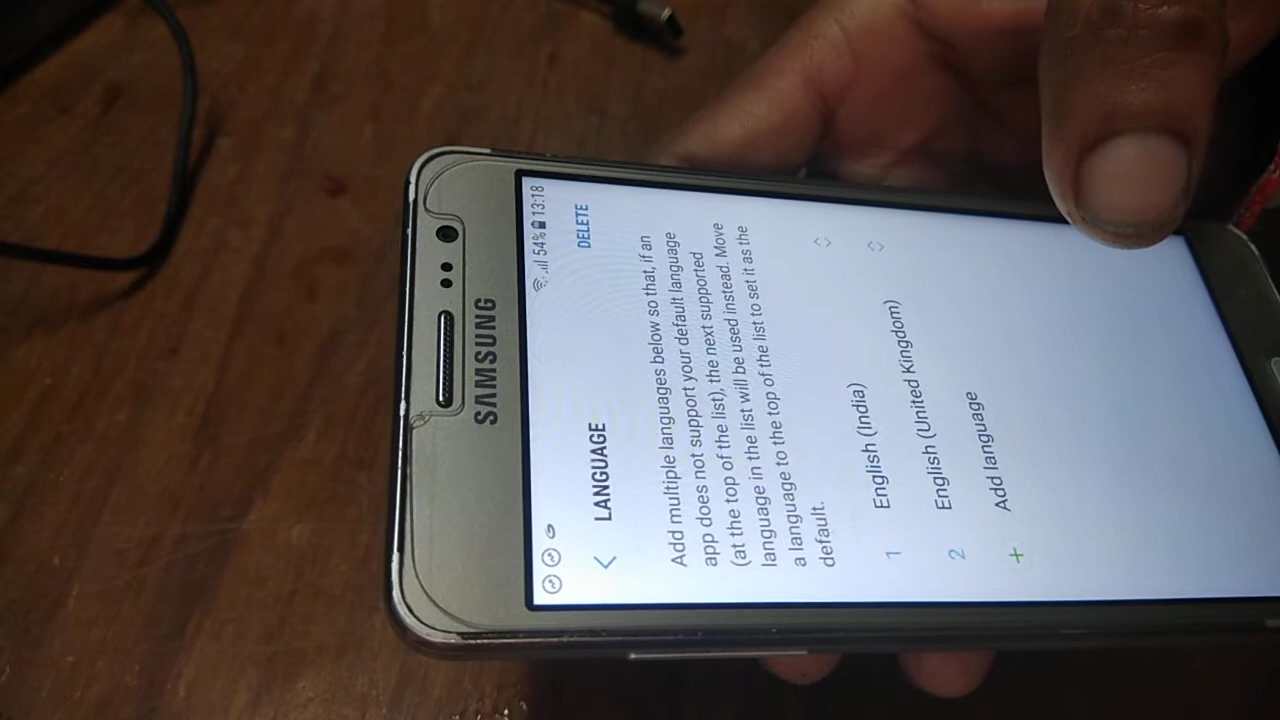 54% 13:18
SAMSUNG
LANGUAGE
DELETE
Add multiple languages below so that, if an
app does not support your default language
(at the top of the list), the next supported
language in the list will be used instead. Move
a language to the top of the list to set it as the
default.
1 English (India)
2 English (United Kingdom)
+ Add language